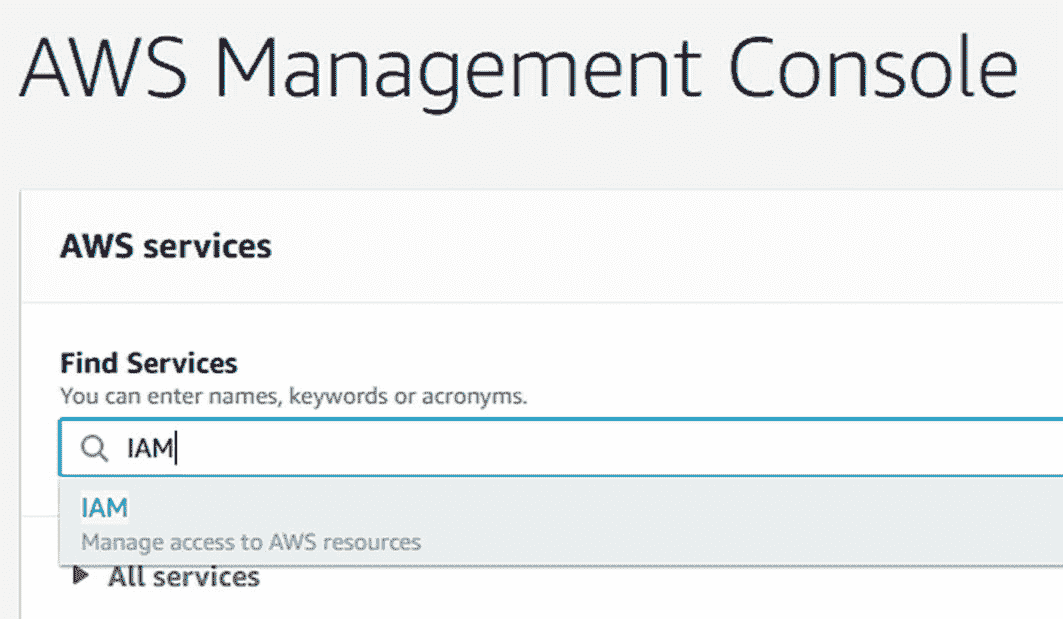 AWS Management Console
AWS services
Find Services
You can enter names, keywords or acronyms.
IAM
IAM
Manage access to AWS resources
All services